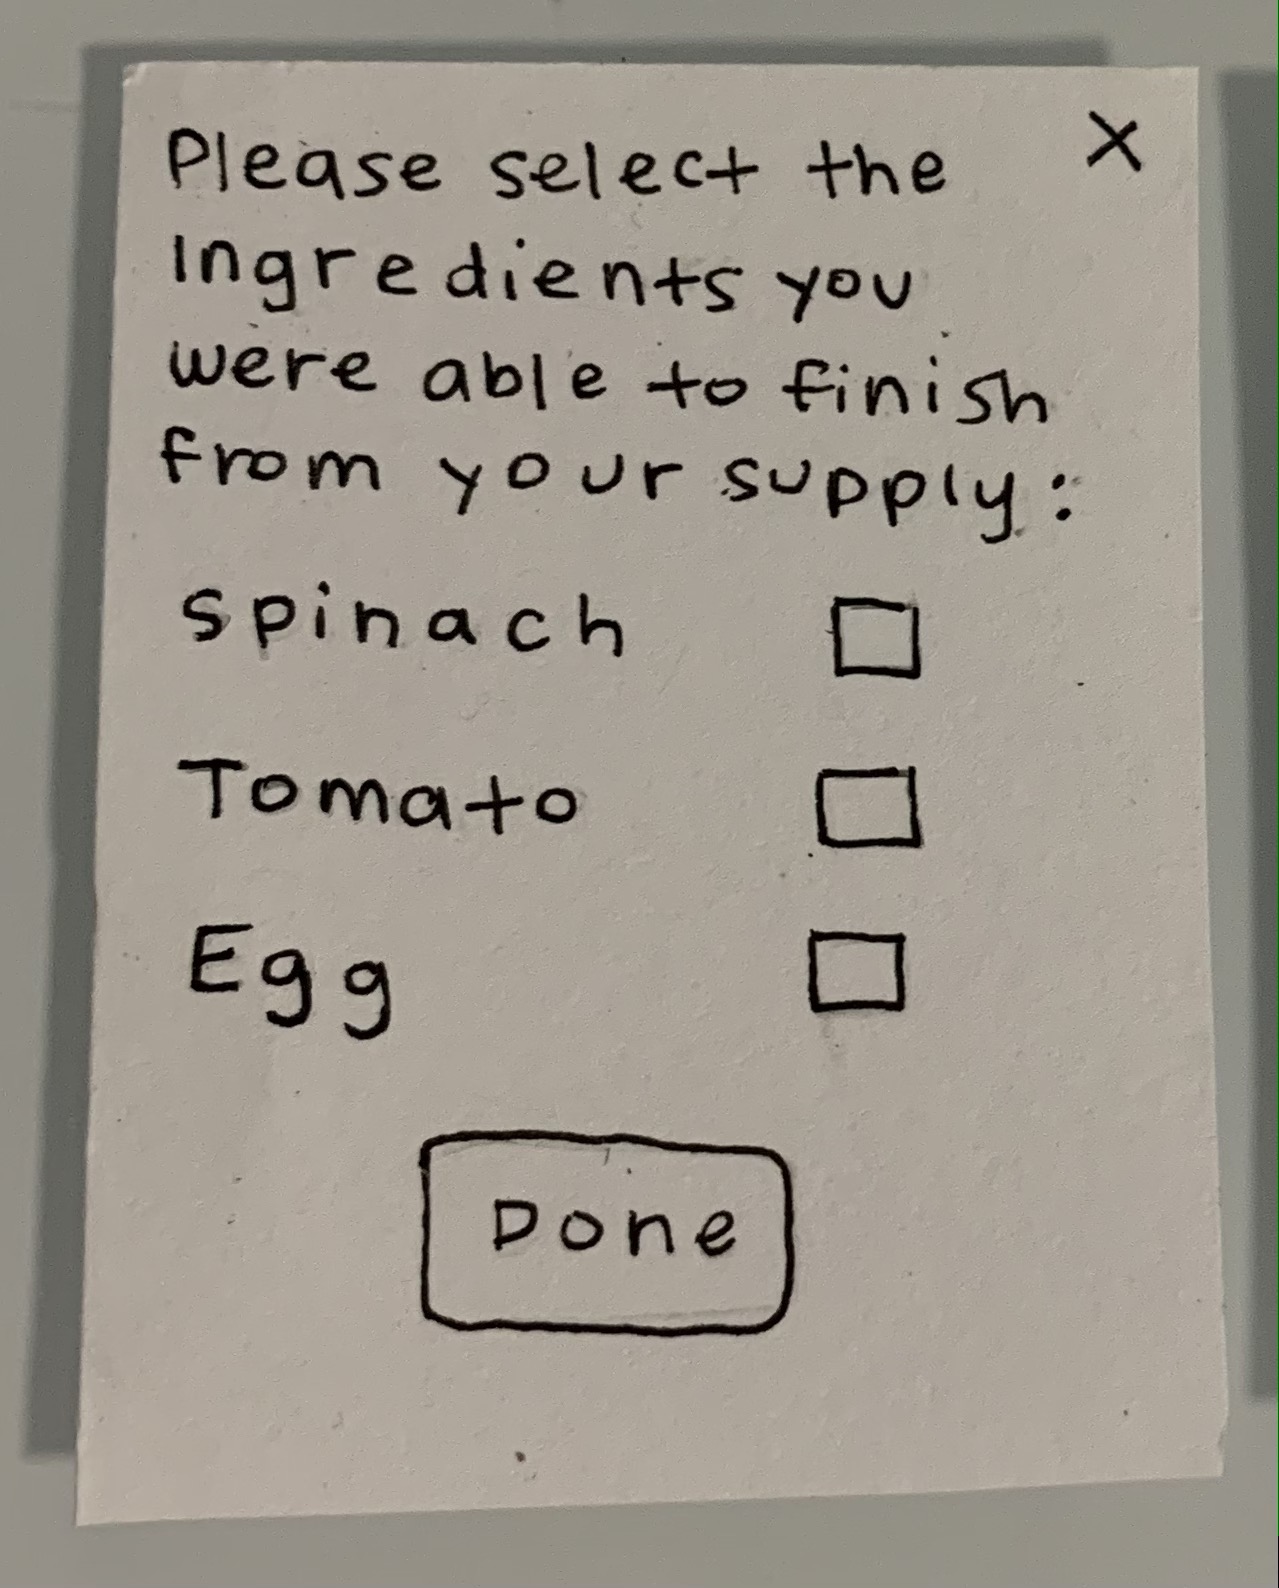 Please select the X
Ingredients you
were able to finish
from your supply:
Spinach
Tomato
Egg
Done